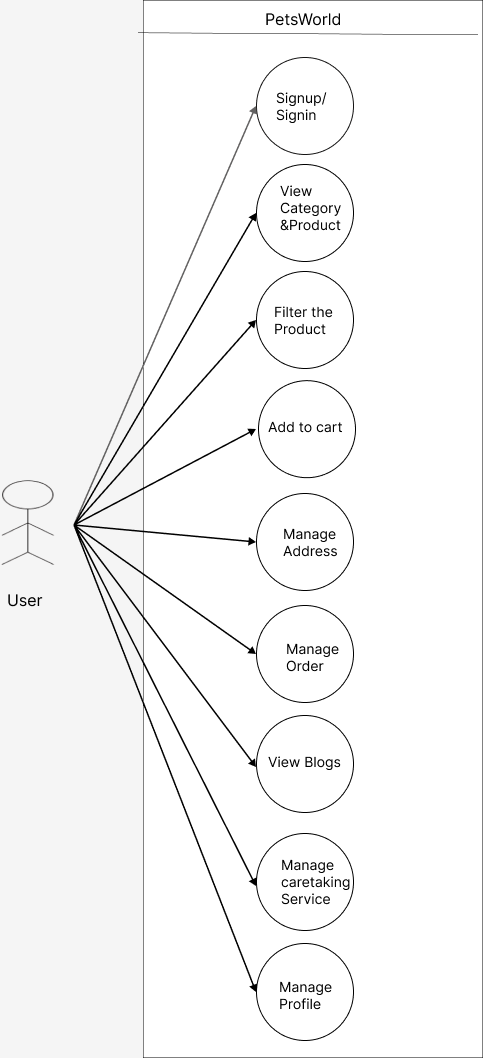 PetsWorld
Signup/
Signin
View
Category
&Product
Filter the
Product
Add to cart
Manage
Address
User
Manage
Order
View Blogs
Manage
caretaking
Service
Manage
Profile